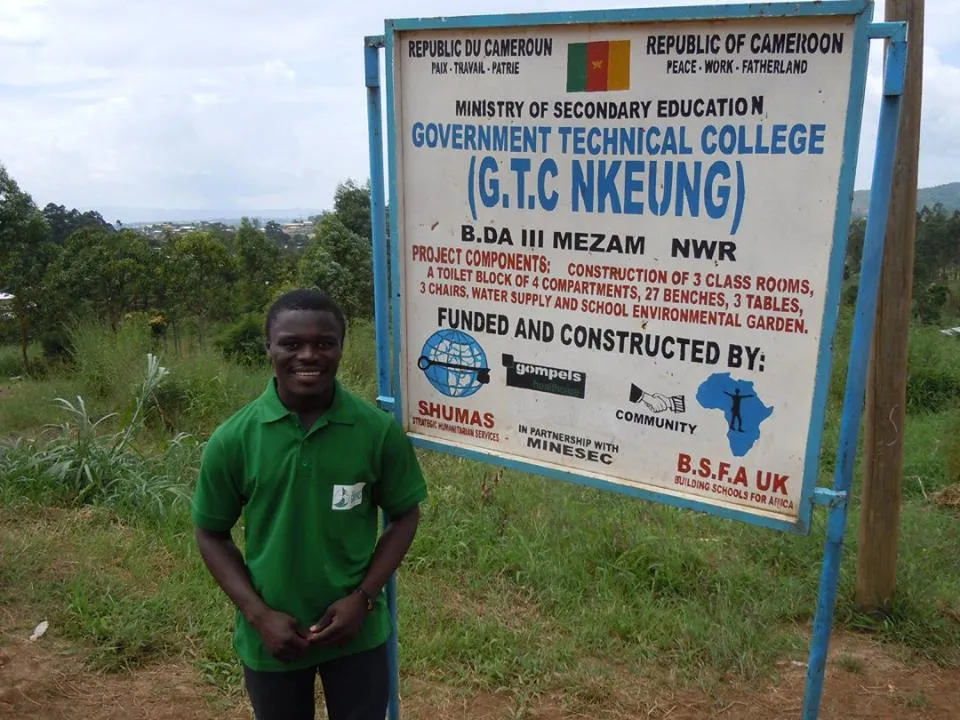 REPUBLIC DU CAMEROUN
PAIX - TRAVAIL - PATRIE
REPUBLIC OF CAMEROON
PEACE - WORK - FATHERLAND
MINISTRY OF SECONDARY EDUCATION
GOVERNMENT TECHNICAL COLLEGE
(G.T.C NKEUNG)
B.DA III MEZAM NWR
PROJECT COMPONENTS: CONSTRUCTION OF 3 CLASS ROOMS,
A TOILET BLOCK OF 4 COMPARTMENTS, 27 BENCHES, 3 TABLES,
3 CHAIRS, WATER SUPPLY AND SCHOOL ENVIRONMENTAL GARDEN.
FUNDED AND CONSTRUCTED BY:
gompels
healthcare
SHUMAS
STRATEGIC HUMANITARIAN SERVICES
IN PARTNERSHIP WITH
MINESEC
COMMUNITY
B.S.F.A UK
BUILDING SCHOOLS FOR AFRICA